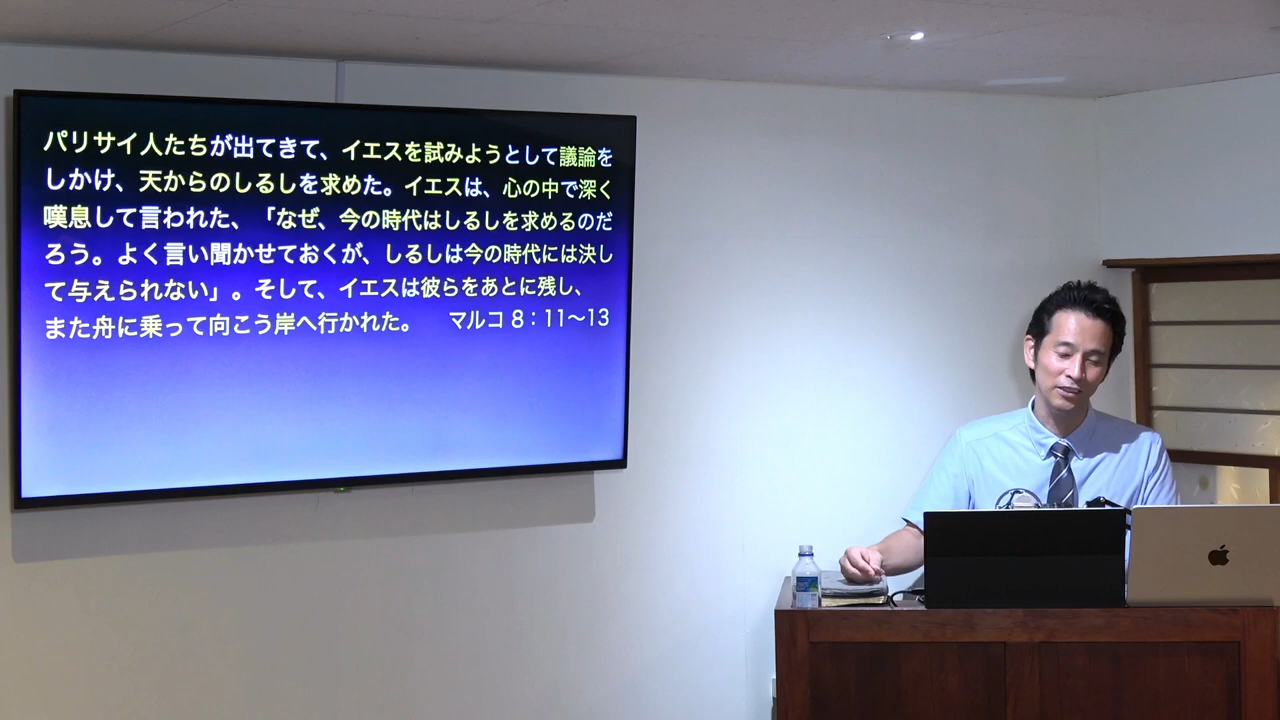 パリサイ人たちが出てきて、イエスを試みようとして議論を
しかけ、天からのしるしを求めた。イエスは、心の中で深く
嘆息して言われた、「なぜ、今の時代はしるしを求めるのだ
ろう。よく言い聞かせておくが、しるしは今の時代には決し
て与えられない」。そして、イエスは彼らをあとに残し、
また舟に乗って向こう岸へ行かれた。　マルコ 8：11〜13